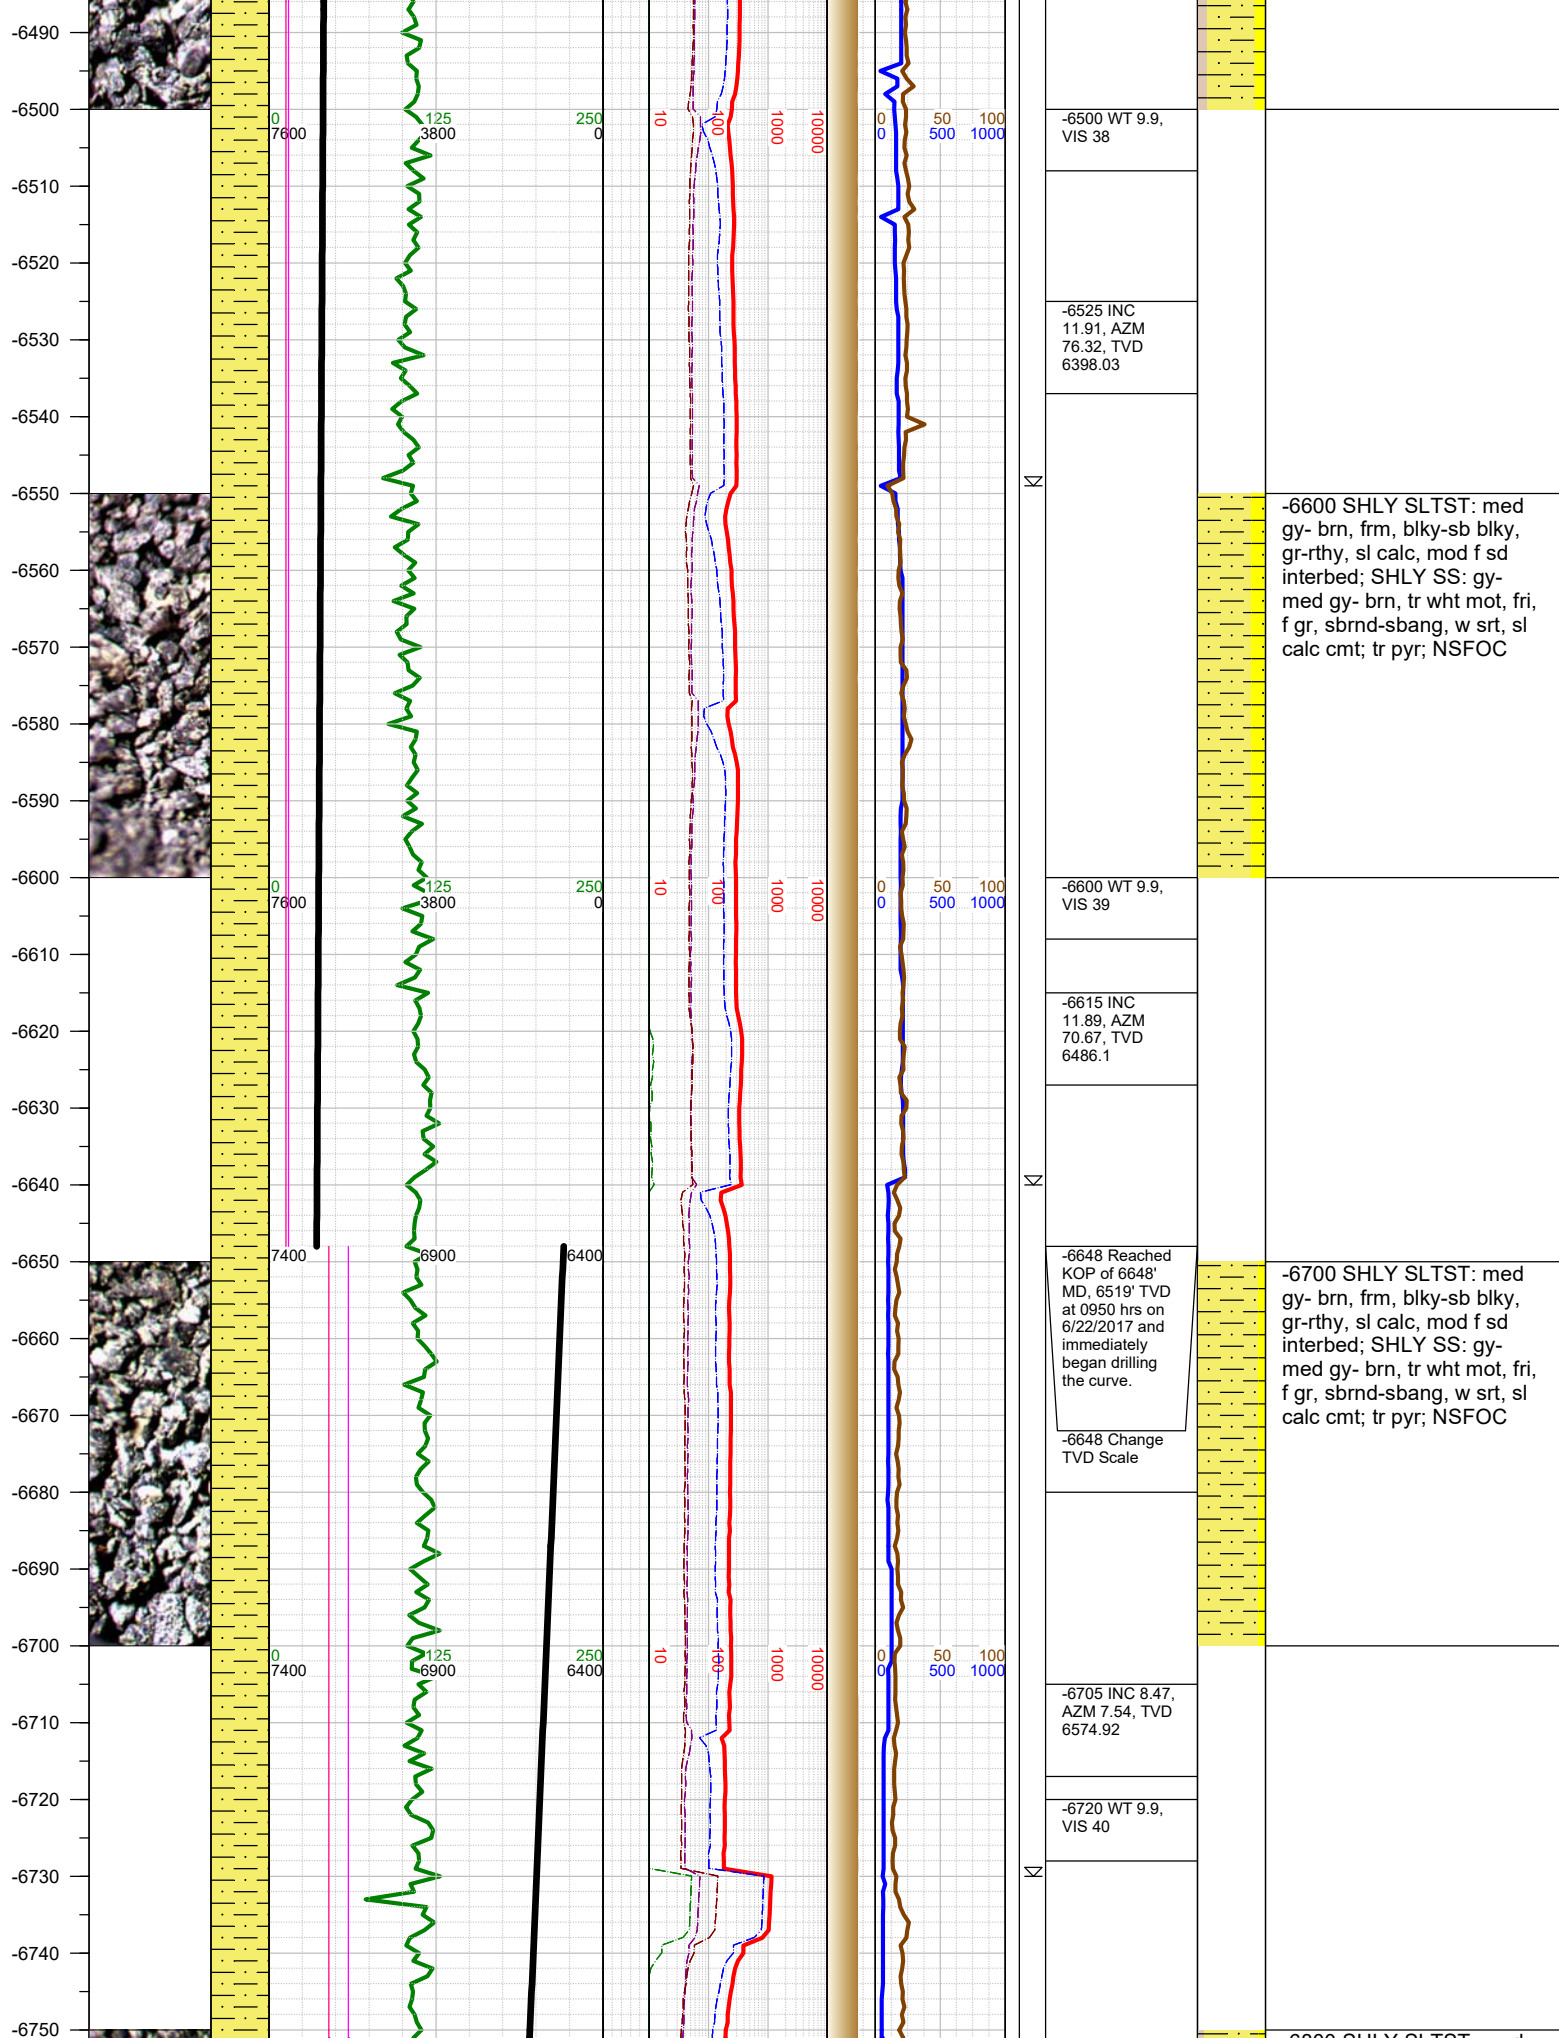 -6490
-6500
0 125 250 10 100 1000 10000 0 50 100
7600 3800 0 0 500 1000
-6500 WT 9.9,
VIS 38
-6510
-6520
-6525 INC
11.91, AZM
76.32, TVD
6398.03
-6530
-6540
-6550
-6600 SHLY SLTST: med
gy- brn, frm, blky-sb blky,
gr-rthy, sl calc, mod f sd
interbed; SHLY SS: gy-
med gy- brn, tr wht mot, fri,
f gr, sbrnd-sbang, w srt, sl
calc cmt; tr pyr; NSFOC
-6560
-6570
-6580
-6590
-6600
0 125 250 10 100 1000 10000 0 50 100
7600 3800 0 0 500 1000
-6600 WT 9.9,
VIS 39
-6610
-6615 INC
11.89, AZM
70.67, TVD
6486.1
-6620
-6630
-6640
-6650
7400 6900 6400
-6648 Reached
KOP of 6648'
MD, 6519' TVD
at 0950 hrs on
6/22/2017 and
immediately
began drilling
the curve.
-6648 Change
TVD Scale
-6700 SHLY SLTST: med
gy- brn, frm, blky-sb blky,
gr-rthy, sl calc, mod f sd
interbed; SHLY SS: gy-
med gy- brn, tr wht mot, fri,
f gr, sbrnd-sbang, w srt, sl
calc cmt; tr pyr; NSFOC
-6660
-6670
-6680
-6690
-6700
0 125 250 10 100 1000 10000 0 50 100
7400 6900 6400 0 500 1000
-6705 INC 8.47,
AZM 7.54, TVD
6574.92
-6710
-6720
-6720 WT 9.9,
VIS 40
-6730
-6740
-6750